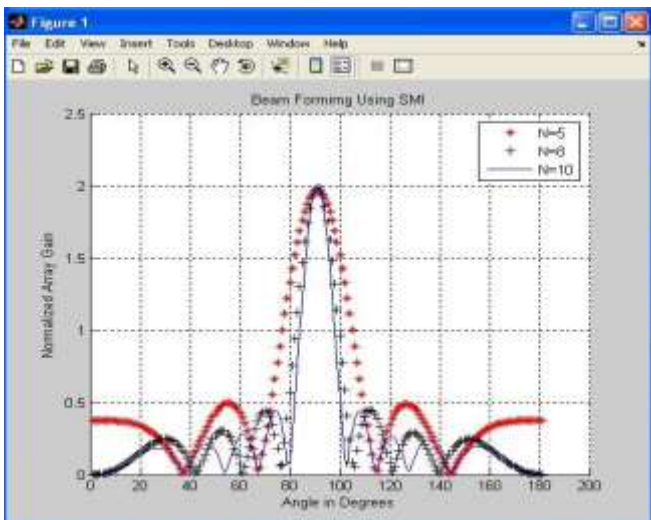 Figure 1
File Edit View Insert Tools Desktop Window Help
Beam Formimg Using SMI
2.5
N=5
N=8
N=10
2
1.5
1
0.5
0
Normalized Array Gain
0 20 40 60 80 100 120 140 160 180 200
Angle in Degrees